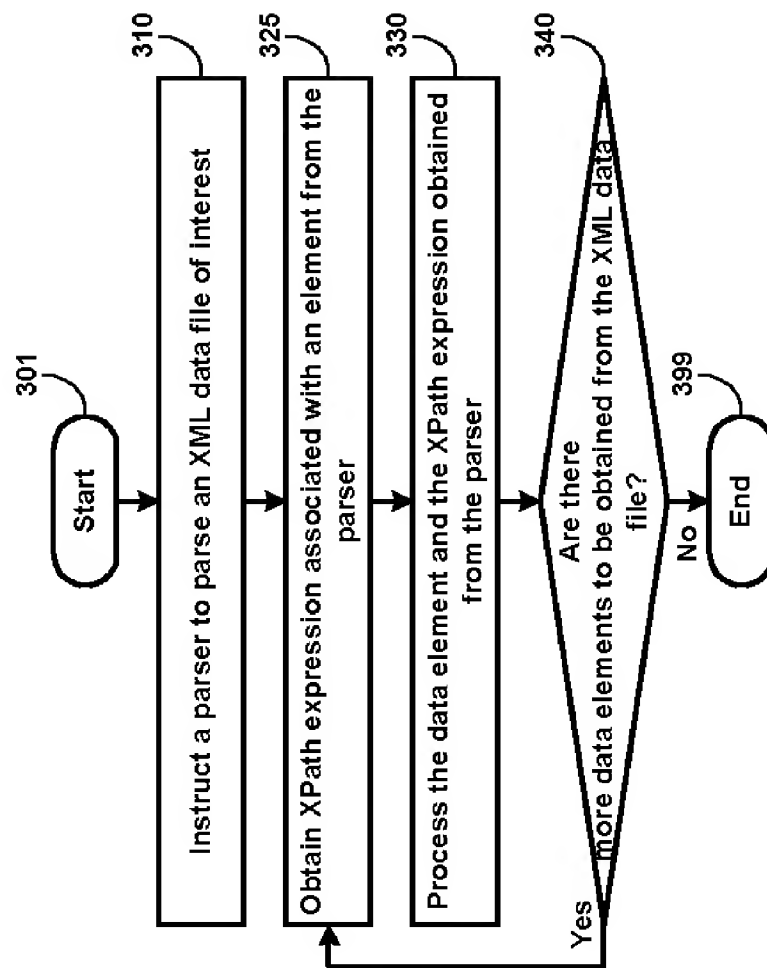 301
Start
310
Instruct a parser to parse an XML data file of interest
325
Obtain XPath expression associated with an element from the
parser
330
Process the data element and the XPath expression obtained
from the parser
340
Are there
more data elements to be obtained from the XML data
file?
Yes
No
399
End